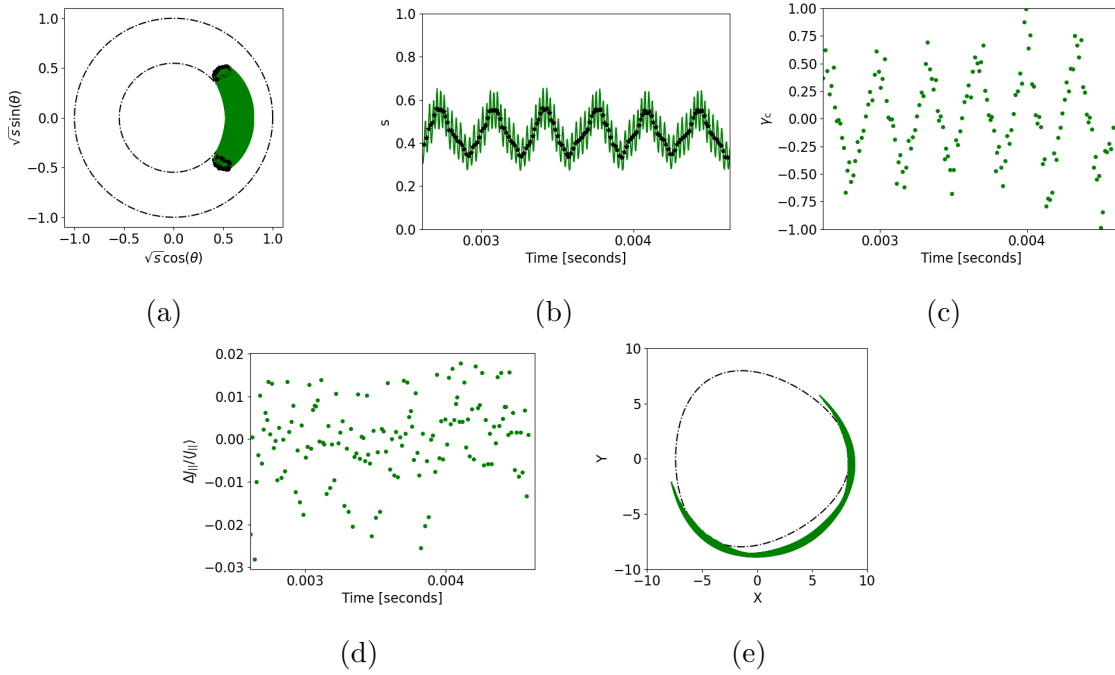 1.0
0.5
0.0
−0.5
−1.0
√s sin(θ)
−1.0 −0.5 0.0 0.5 1.0
√s cos(θ)
(a)
1.0
0.8
0.6
0.4
0.2
0.0
s
0.003 0.004
Time [seconds]
(b)
1.00
0.75
0.50
0.25
0.00
−0.25
−0.50
−0.75
−1.00
γc
0.003 0.004
Time [seconds]
(c)
0.02
0.01
0.00
−0.01
−0.02
−0.03
ΔJ||/⟨J||⟩
0.003 0.004
Time [seconds]
(d)
10
5
0
−5
−10
Y
−10 −5 0 5 10
X
(e)